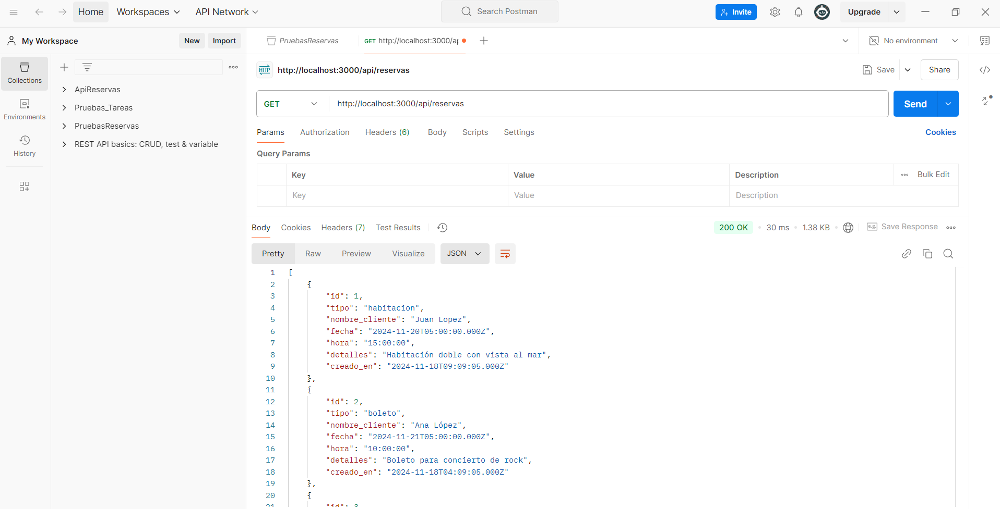 Home Workspaces API Network Search Postman Invite Upgrade
My Workspace New Import PruebasReservas GET http://localhost:3000/ap No environment
Collections
Environments
History
ApiReservas
Pruebas_Tareas
PruebasReservas
REST API basics: CRUD, test & variable
HTTP http://localhost:3000/api/reservas Save Share
GET http://localhost:3000/api/reservas Send
Params Authorization Headers (6) Body Scripts Settings Cookies
Query Params
Key Value Description Bulk Edit
Key Value Description
Body Cookies Headers (7) Test Results 200 OK 30 ms 1.38 KB e.g. Save Response
Pretty Raw Preview Visualize JSON
1 [
2 {
3 "id": 1,
4 "tipo": "habitacion",
5 "nombre_cliente": "Juan Lopez",
6 "fecha": "2024-11-20T05:00:00.000Z",
7 "hora": "15:00:00",
8 "detalles": "Habitación doble con vista al mar",
9 "creado_en": "2024-11-18T09:09:05.000Z"
10 },
11 {
12 "id": 2,
13 "tipo": "boleto",
14 "nombre_cliente": "Ana López",
15 "fecha": "2024-11-21T05:00:00.000Z",
16 "hora": "10:00:00",
17 "detalles": "Boleto para concierto de rock",
18 "creado_en": "2024-11-18T04:09:05.000Z"
19 },
20 {
21 "id": 3